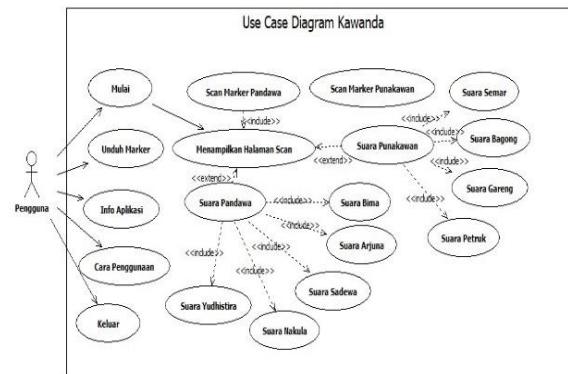 Use Case Diagram Kawanda
Mulai
Scan Marker Pandawa
Scan Marker Punakawan
Suara Semar
<<include>>
<<include>>
<<include>>
Unduh Marker
Menampilkan Halaman Scan
Suara Punakawan
Suara Bagong
<<extend>>
<<include>>
<<extend>>
Suara Gareng
Pengguna
Info Aplikasi
Suara Pandawa
<<include>>
Suara Bima
<<include>>
<<include>>
Suara Arjuna
Suara Petruk
<<include>>
Cara Penggunaan
<<include>>
<<include>>
Suara Sadewa
Suara Yudhistira
Keluar
Suara Nakula